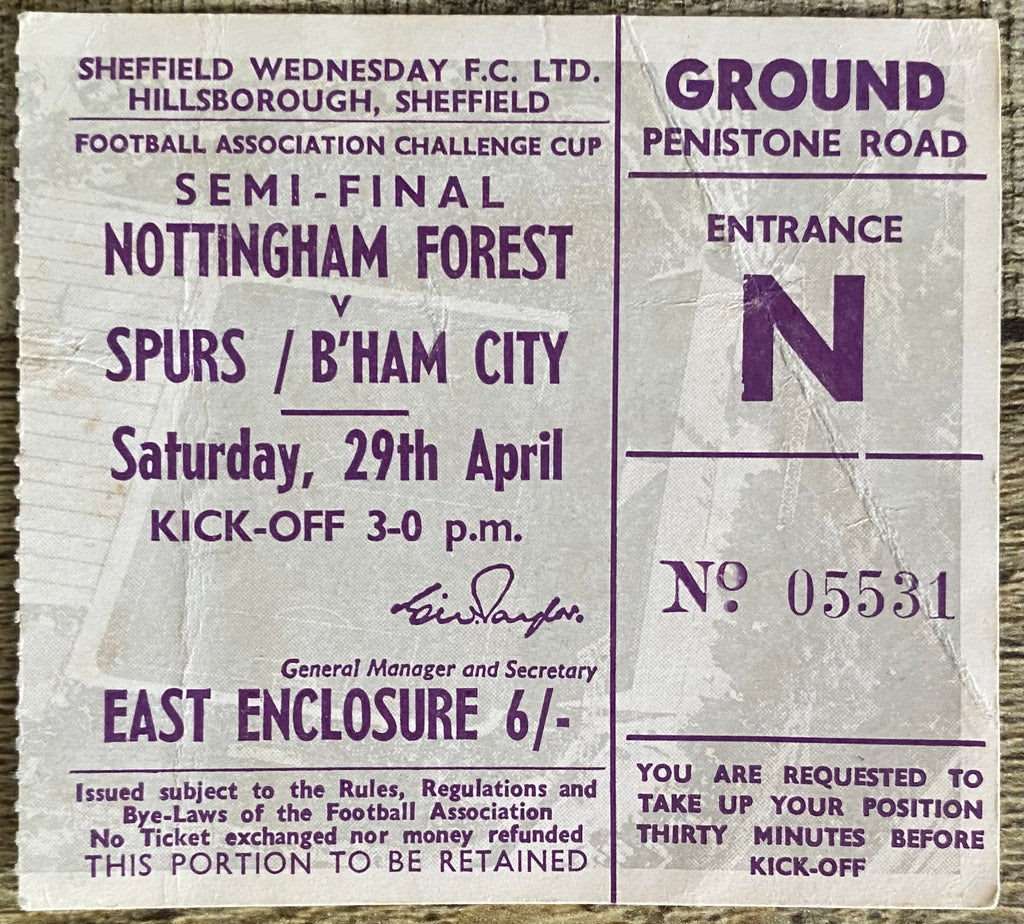 SHEFFIELD WEDNESDAY F.C. LTD.
HILLSBOROUGH, SHEFFIELD
FOOTBALL ASSOCIATION CHALLENGE CUP
SEMI-FINAL
NOTTINGHAM FOREST
V
SPURS / B'HAM CITY
Saturday, 29th April
KICK-OFF 3-0 p.m.
Eric Taylor.
General Manager and Secretary
EAST ENCLOSURE 6/-
Issued subject to the Rules, Regulations and
Bye-Laws of the Football Association
No Ticket exchanged nor money refunded
THIS PORTION TO BE RETAINED
GROUND
PENISTONE ROAD
ENTRANCE
N
Nº. 05531
YOU ARE REQUESTED TO
TAKE UP YOUR POSITION
THIRTY MINUTES BEFORE
KICK-OFF